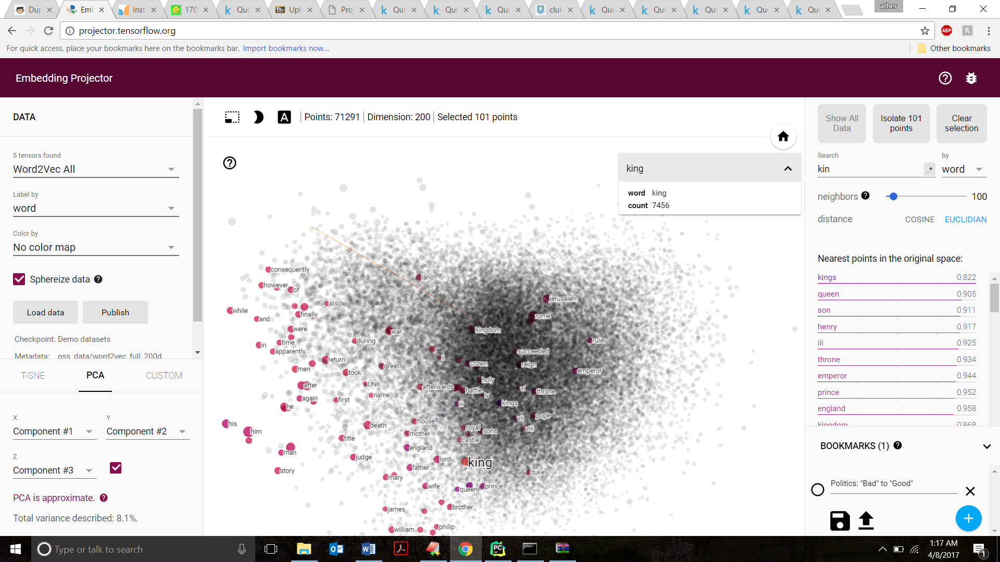 Dup
Eml
Inst
170
Quo
Bb Upl
Proj
Quo
Quo
Quo
cluk
Que
Quo
Quo
Quo
Quo
ather
projector.tensorflow.org
ABP
For quick access, place your bookmarks here on the bookmarks bar. Import bookmarks now...
Other bookmarks
Embedding Projector
DATA
5 tensors found
Word2Vec All
Label by
word
Color by
No color map
Sphereize data
Load data
Publish
Checkpoint: Demo datasets
Metadata: oss_data/word2vec_full_200d
T-SNE
PCA
CUSTOM
X
Component #1
Y
Component #2
Z
Component #3
PCA is approximate.
Total variance described: 8.1%.
A
Points: 71291
Dimension: 200
Selected 101 points
king
word king
count 7456
consequently
land
however
of
jerusalem
also
while
finally
rome
and
were
war
kingdom
in
time
during
ruler
apparently
succeeded
ii
return
great
crown
reign
men
took
emperor
holy
after
UNK
afterwards
battle
vi
throne
again
first
name
iv
he
iii
kings
vii
pope
his
house
death
him
mother
royal
sons
viii
title
castle
man
england
judge
lord
king
story
father
duke
mary
wife
queen
prince
james
brother
william
philip
Show All Data
Isolate 101 points
Clear selection
Search
kin
.*
by
word
neighbors
100
distance
COSINE
EUCLIDIAN
Nearest points in the original space:
kings 0.822
queen 0.905
son 0.911
henry 0.917
iii 0.925
throne 0.934
emperor 0.944
prince 0.952
england 0.958
kingdom 0.968
BOOKMARKS (1)
Politics: "Bad" to "Good"
Type or talk to search
1:17 AM
4/8/2017
1